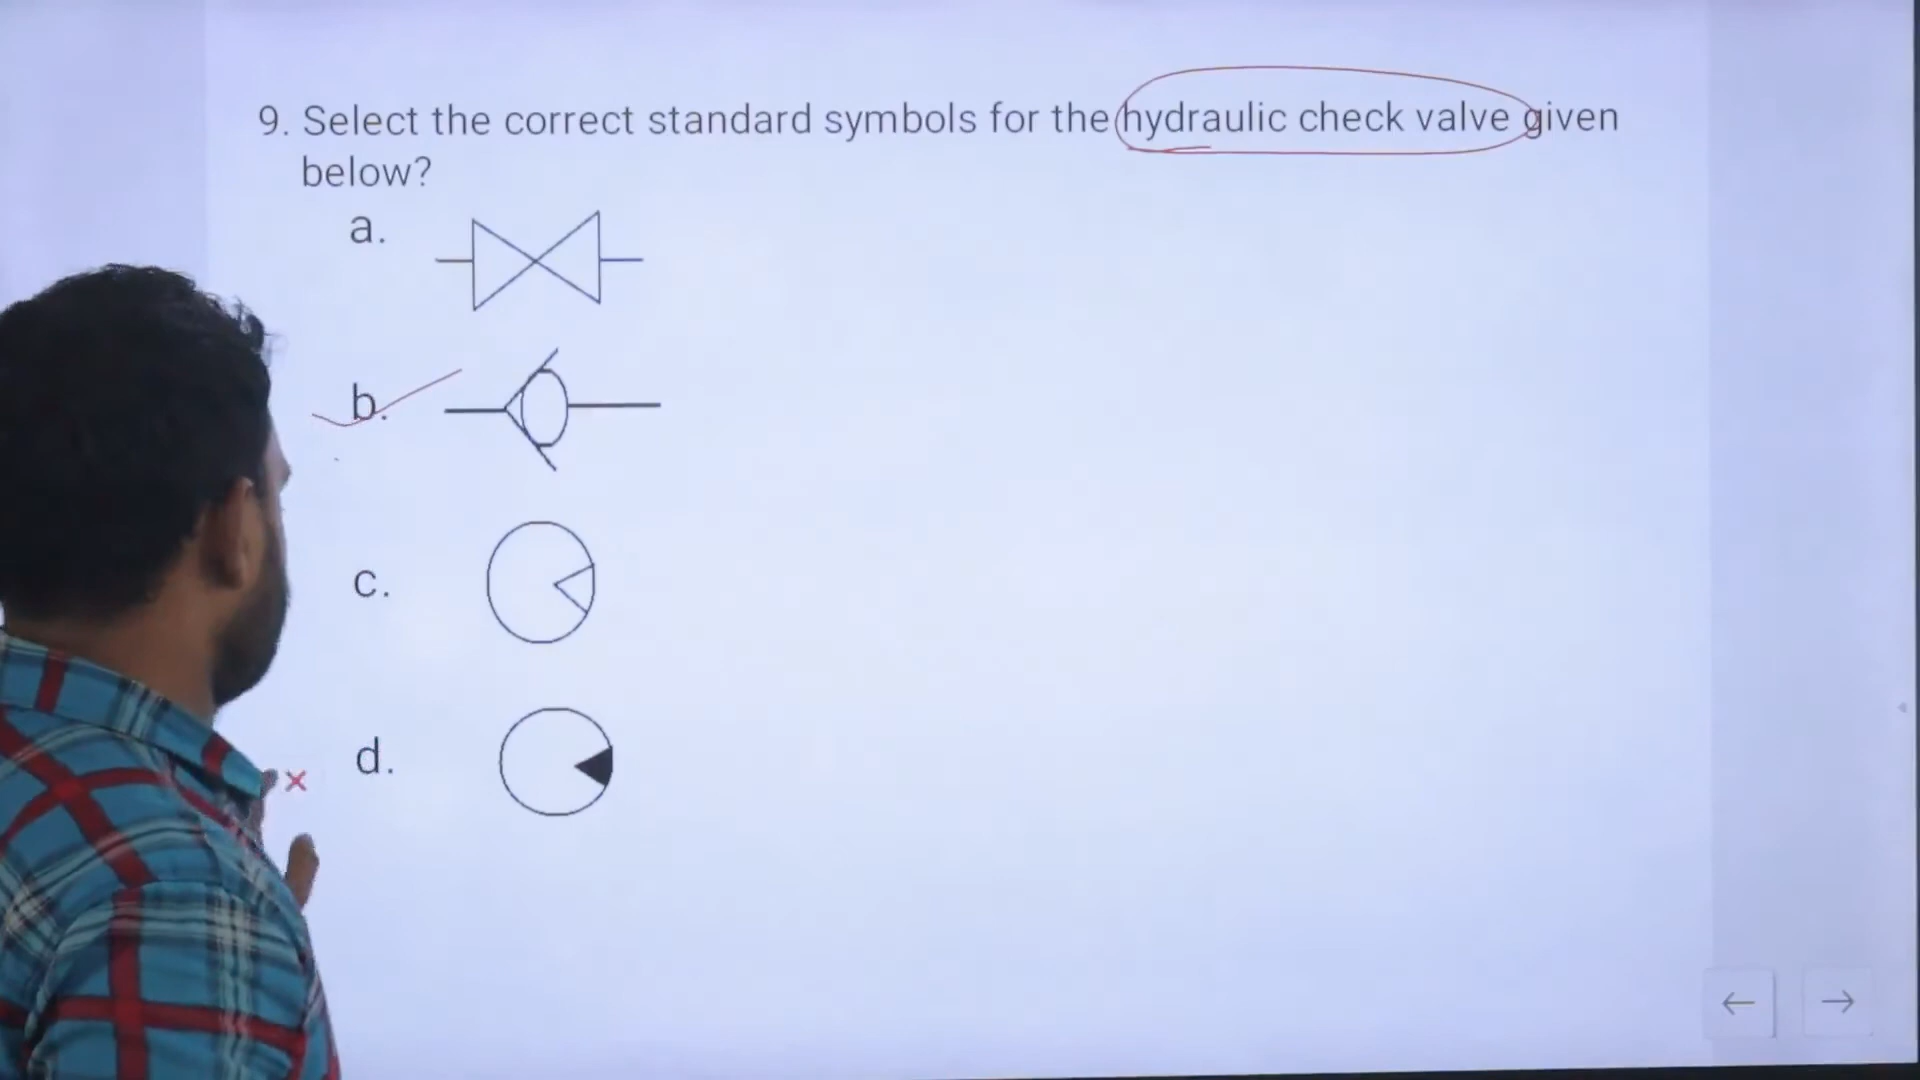 9. Select the correct standard symbols for the hydraulic check valve given
below?
a.
b.
c.
d.